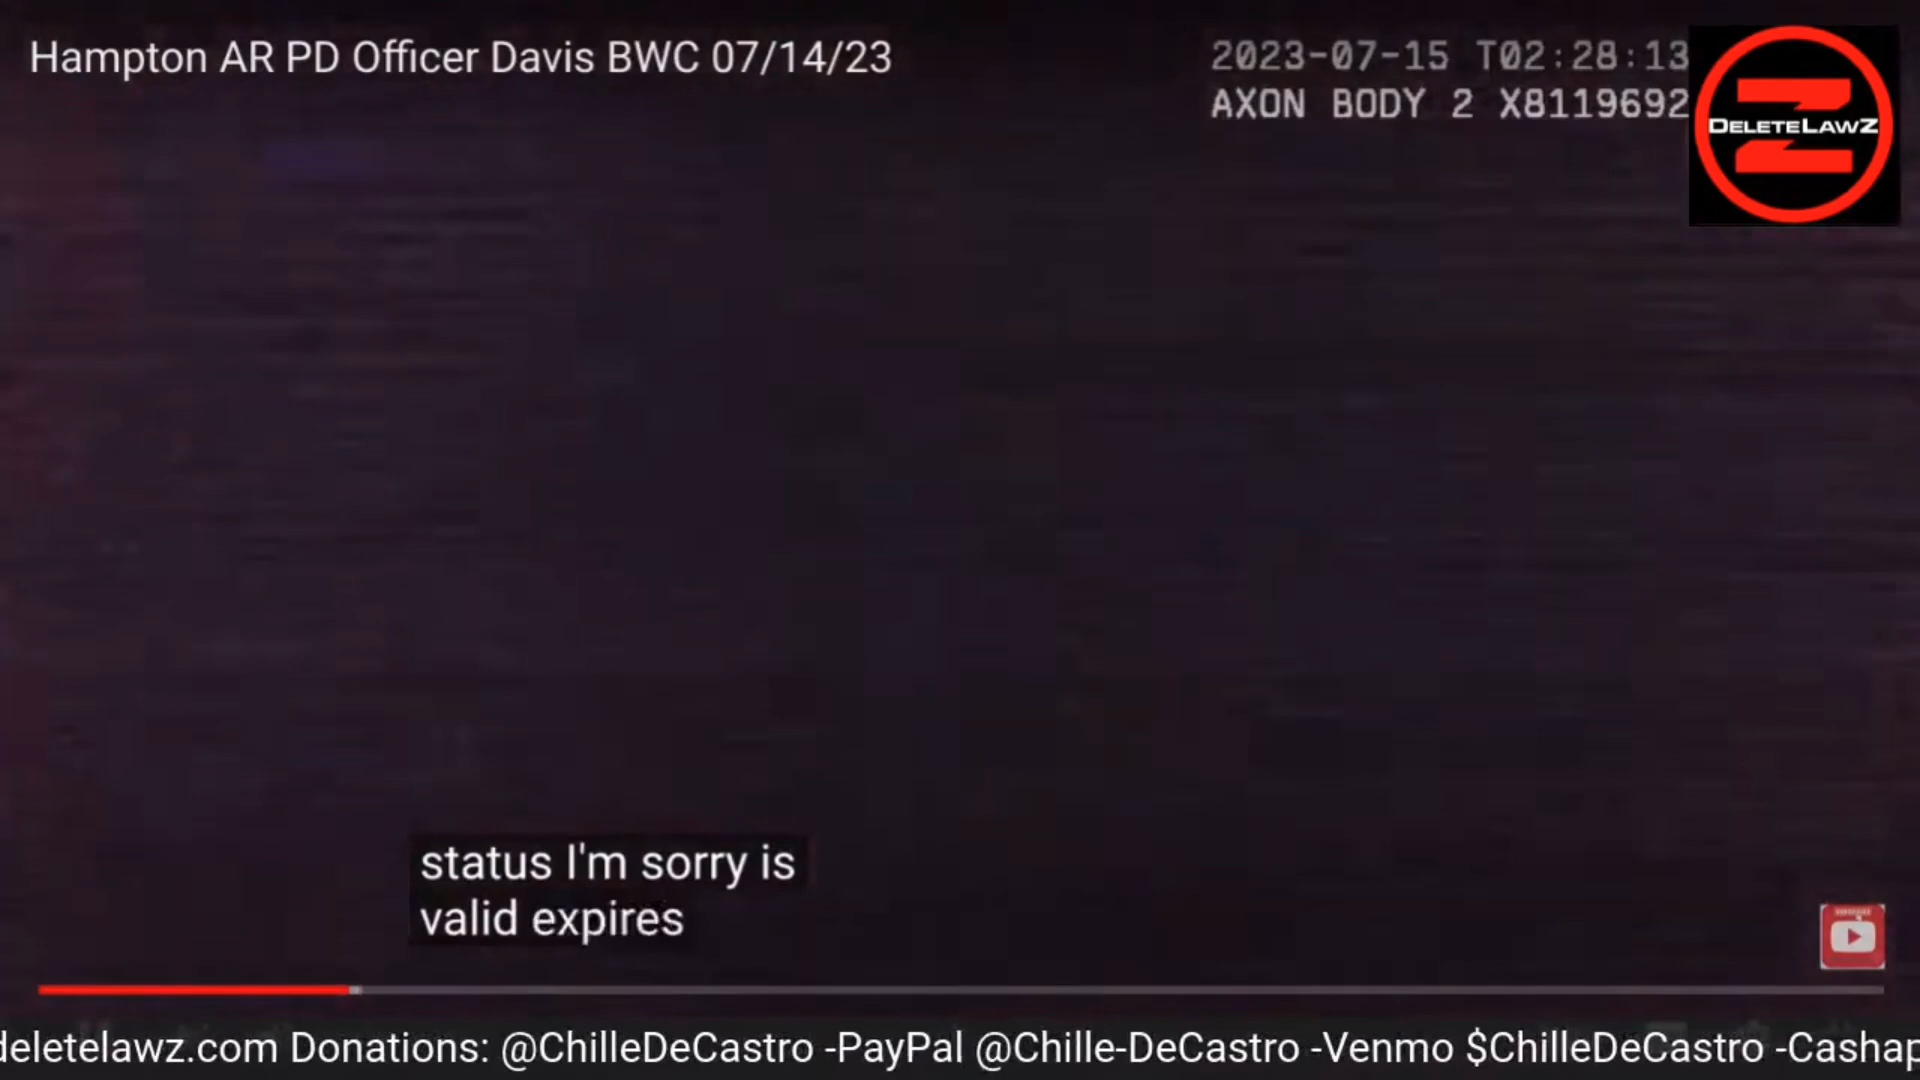 Hampton AR PD Officer Davis BWC 07/14/23
2023-07-15 T02:28:13
AXON BODY 2 X8119692
DELETELAWZ
status I'm sorry is
valid expires
deletelawz.com Donations: @ChilleDeCastro -PayPal @Chille-DeCastro -Venmo $ChilleDeCastro -Cashap